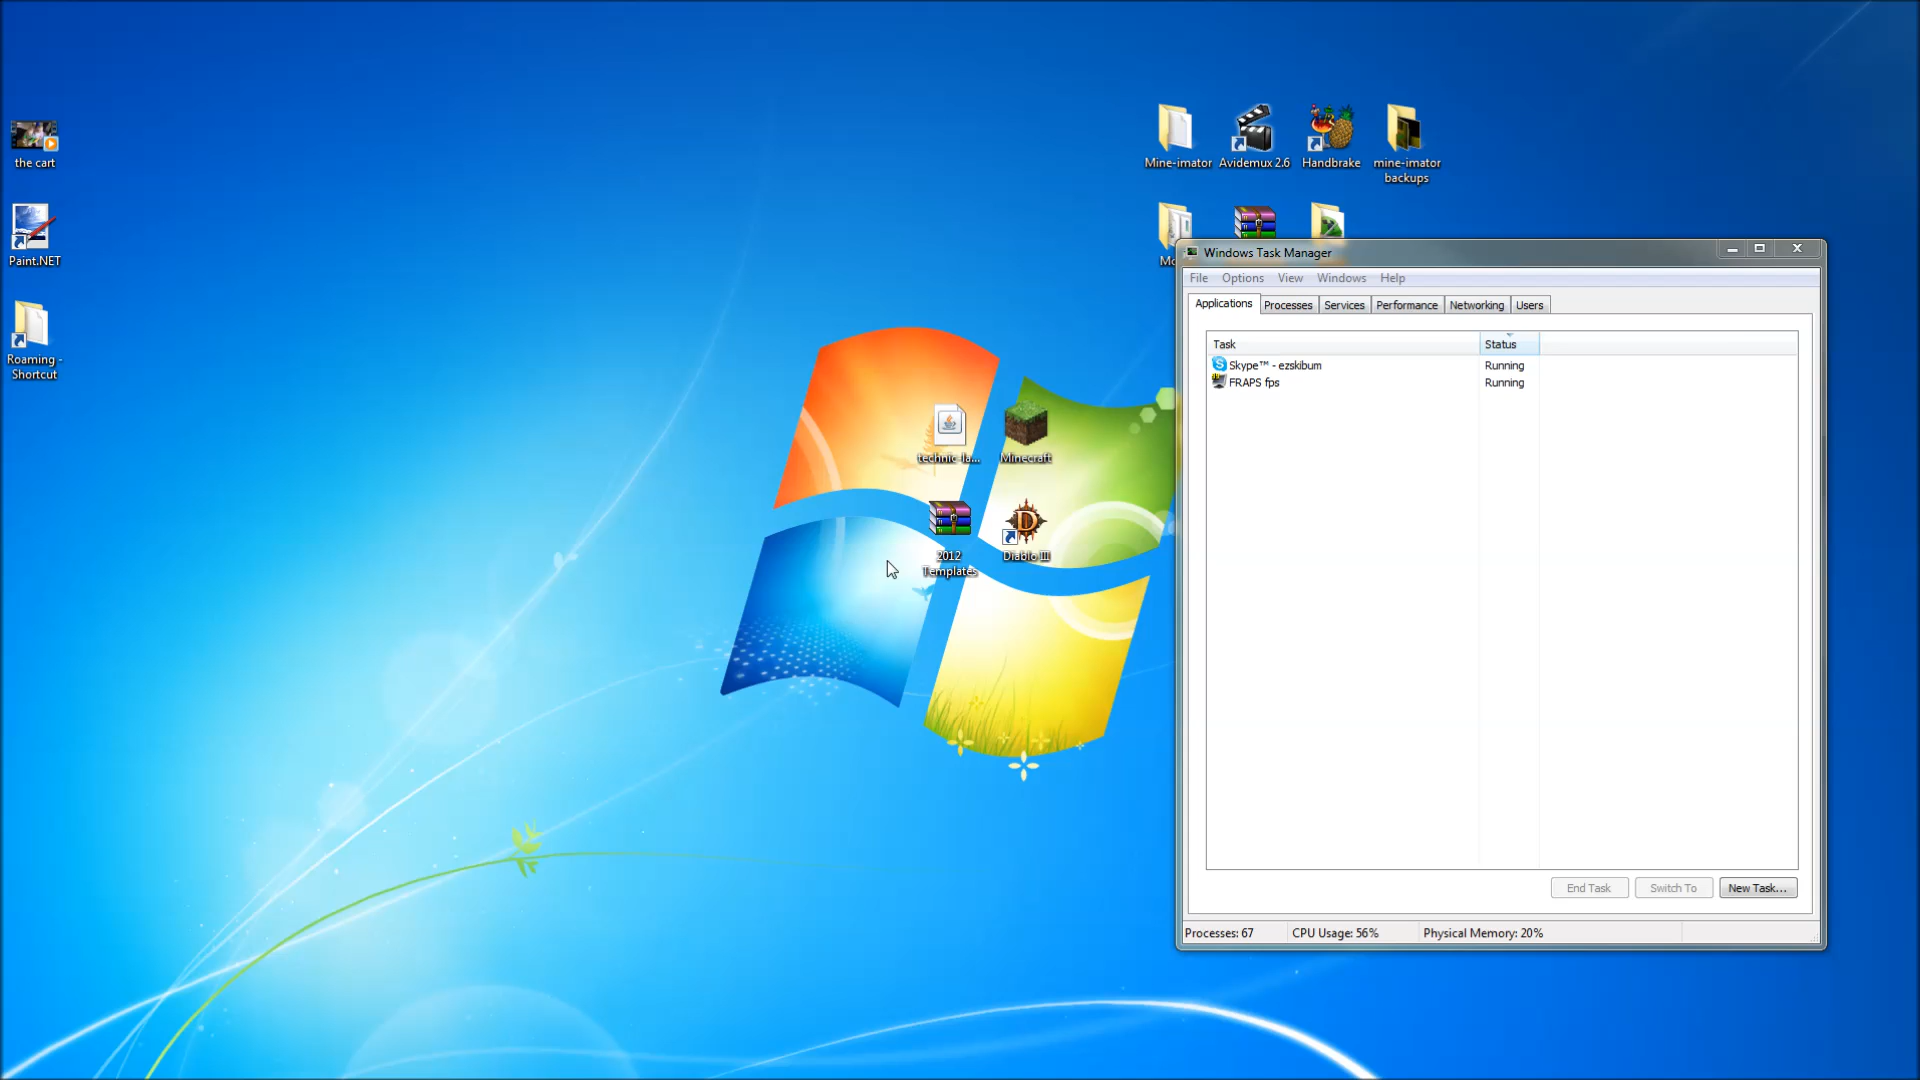 the cart
Paint.NET
Roaming -
Shortcut
Mine-imator
Avidemux 2.6
Handbrake
mine-imator
backups
technic-la...
Minecraft
2012
Templates
Diablo III
Windows Task Manager
File Options View Windows Help
Applications Processes Services Performance Networking Users
Task Status
Skype™ - ezskibum Running
FRAPS fps Running
End Task Switch To New Task...
Processes: 67 CPU Usage: 56% Physical Memory: 20%